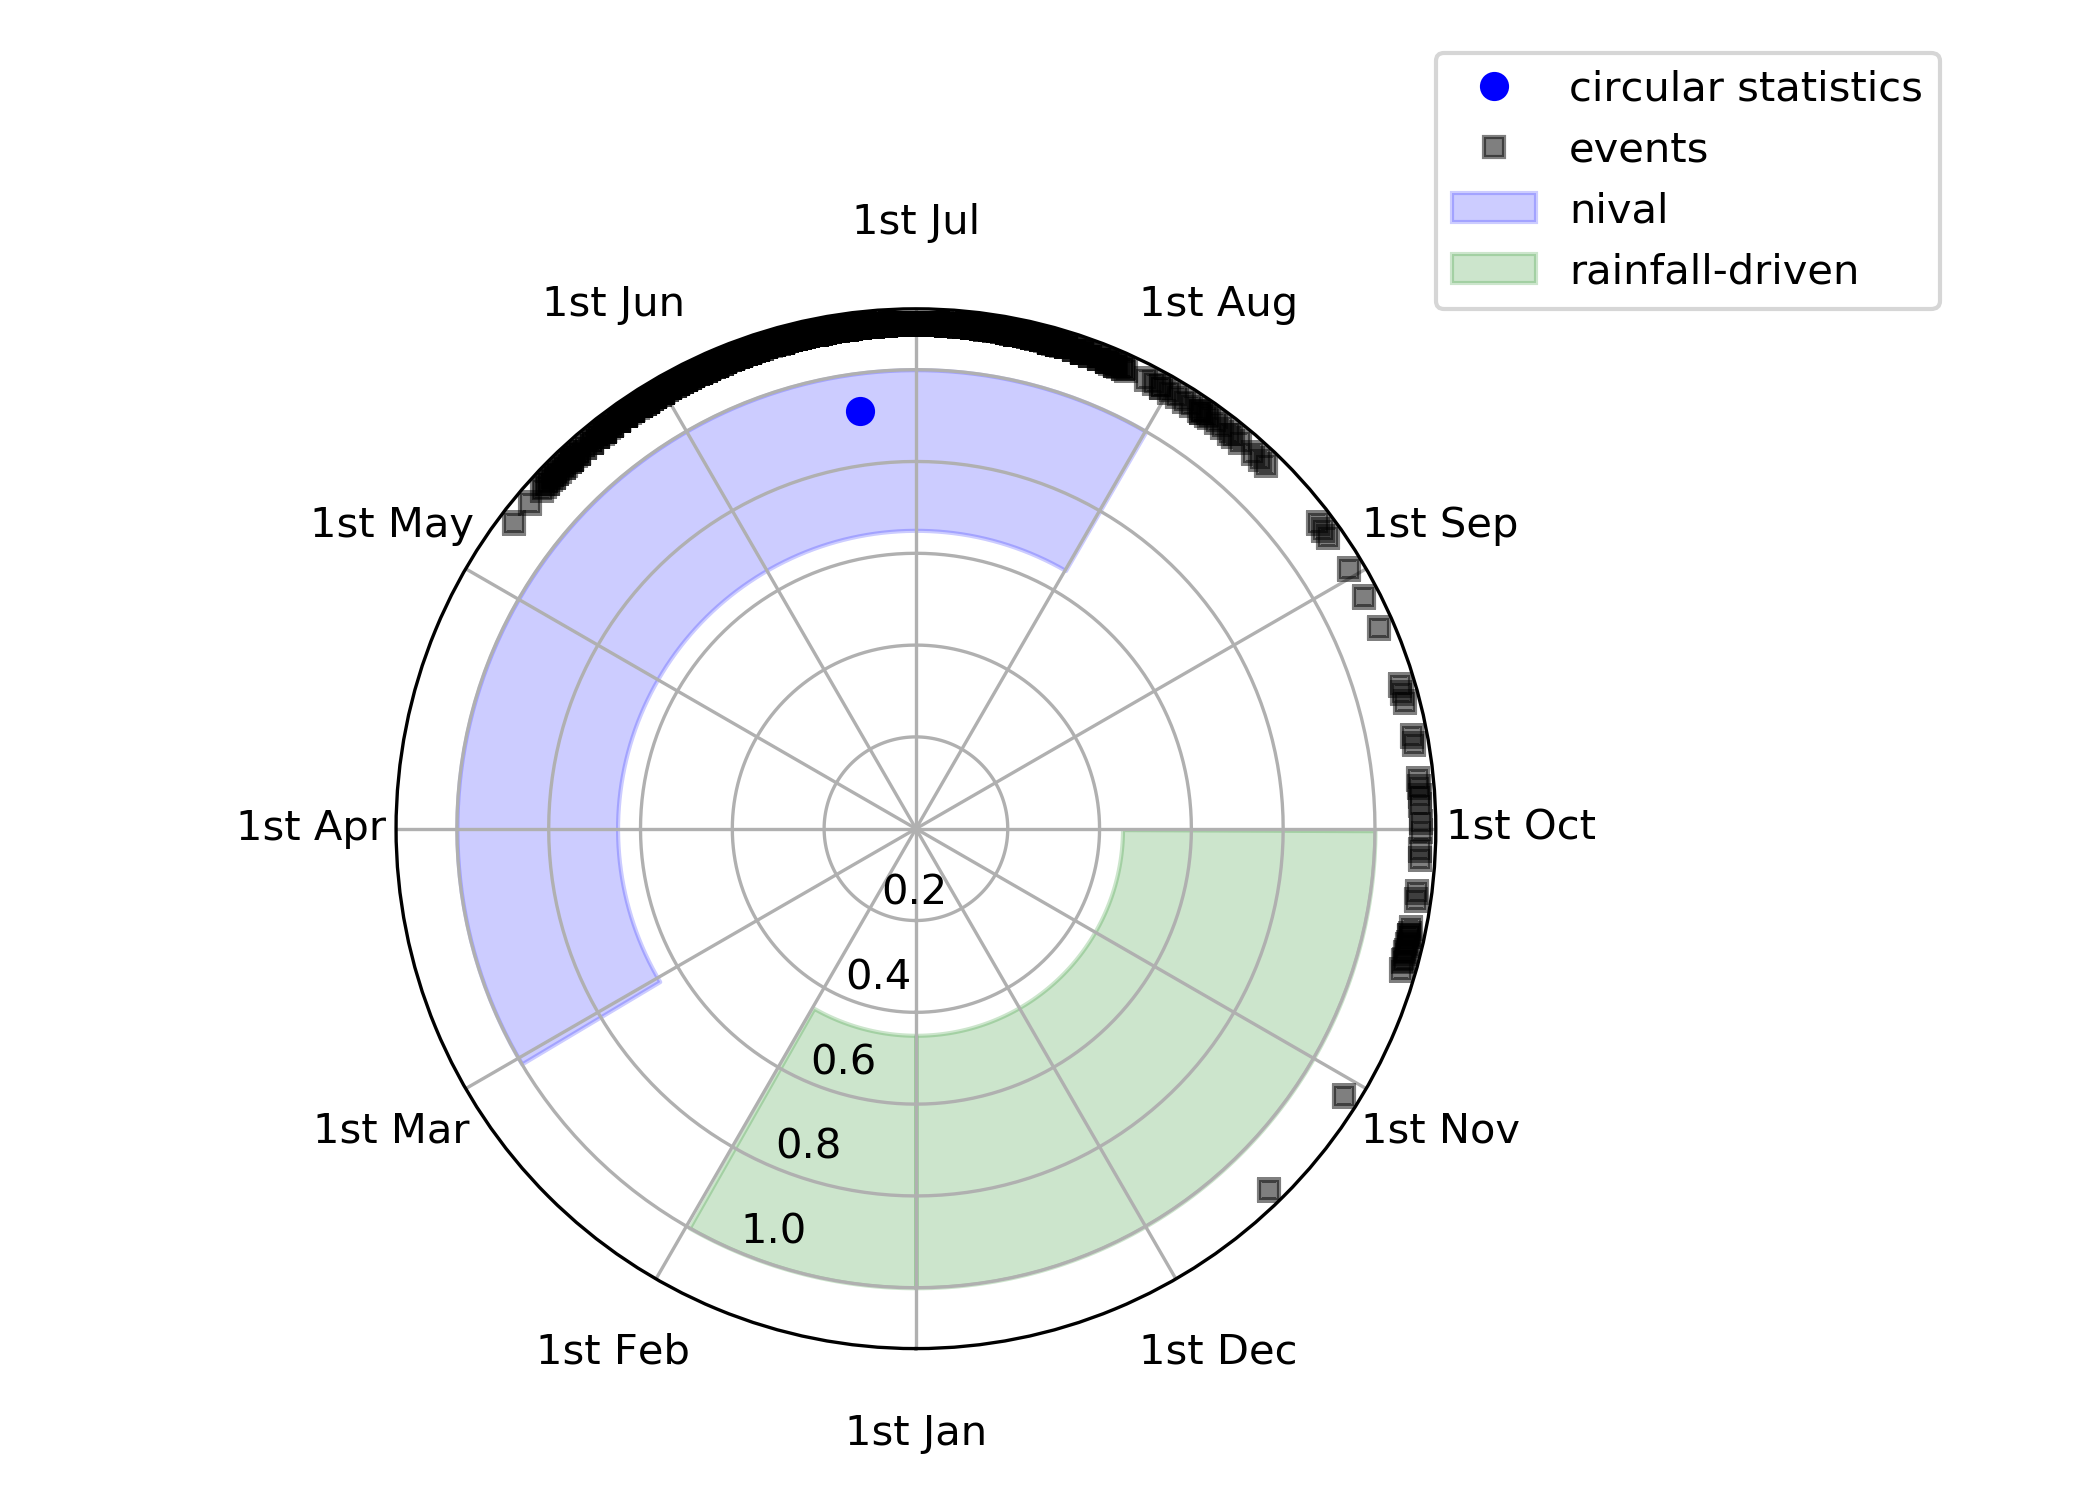 circular statistics
events
nival
rainfall-driven
1st Jul
1st Jun
1st Aug
1st May
1st Sep
1st Apr
1st Oct
0.2
0.4
0.6
0.8
1.0
1st Mar
1st Nov
1st Feb
1st Dec
1st Jan